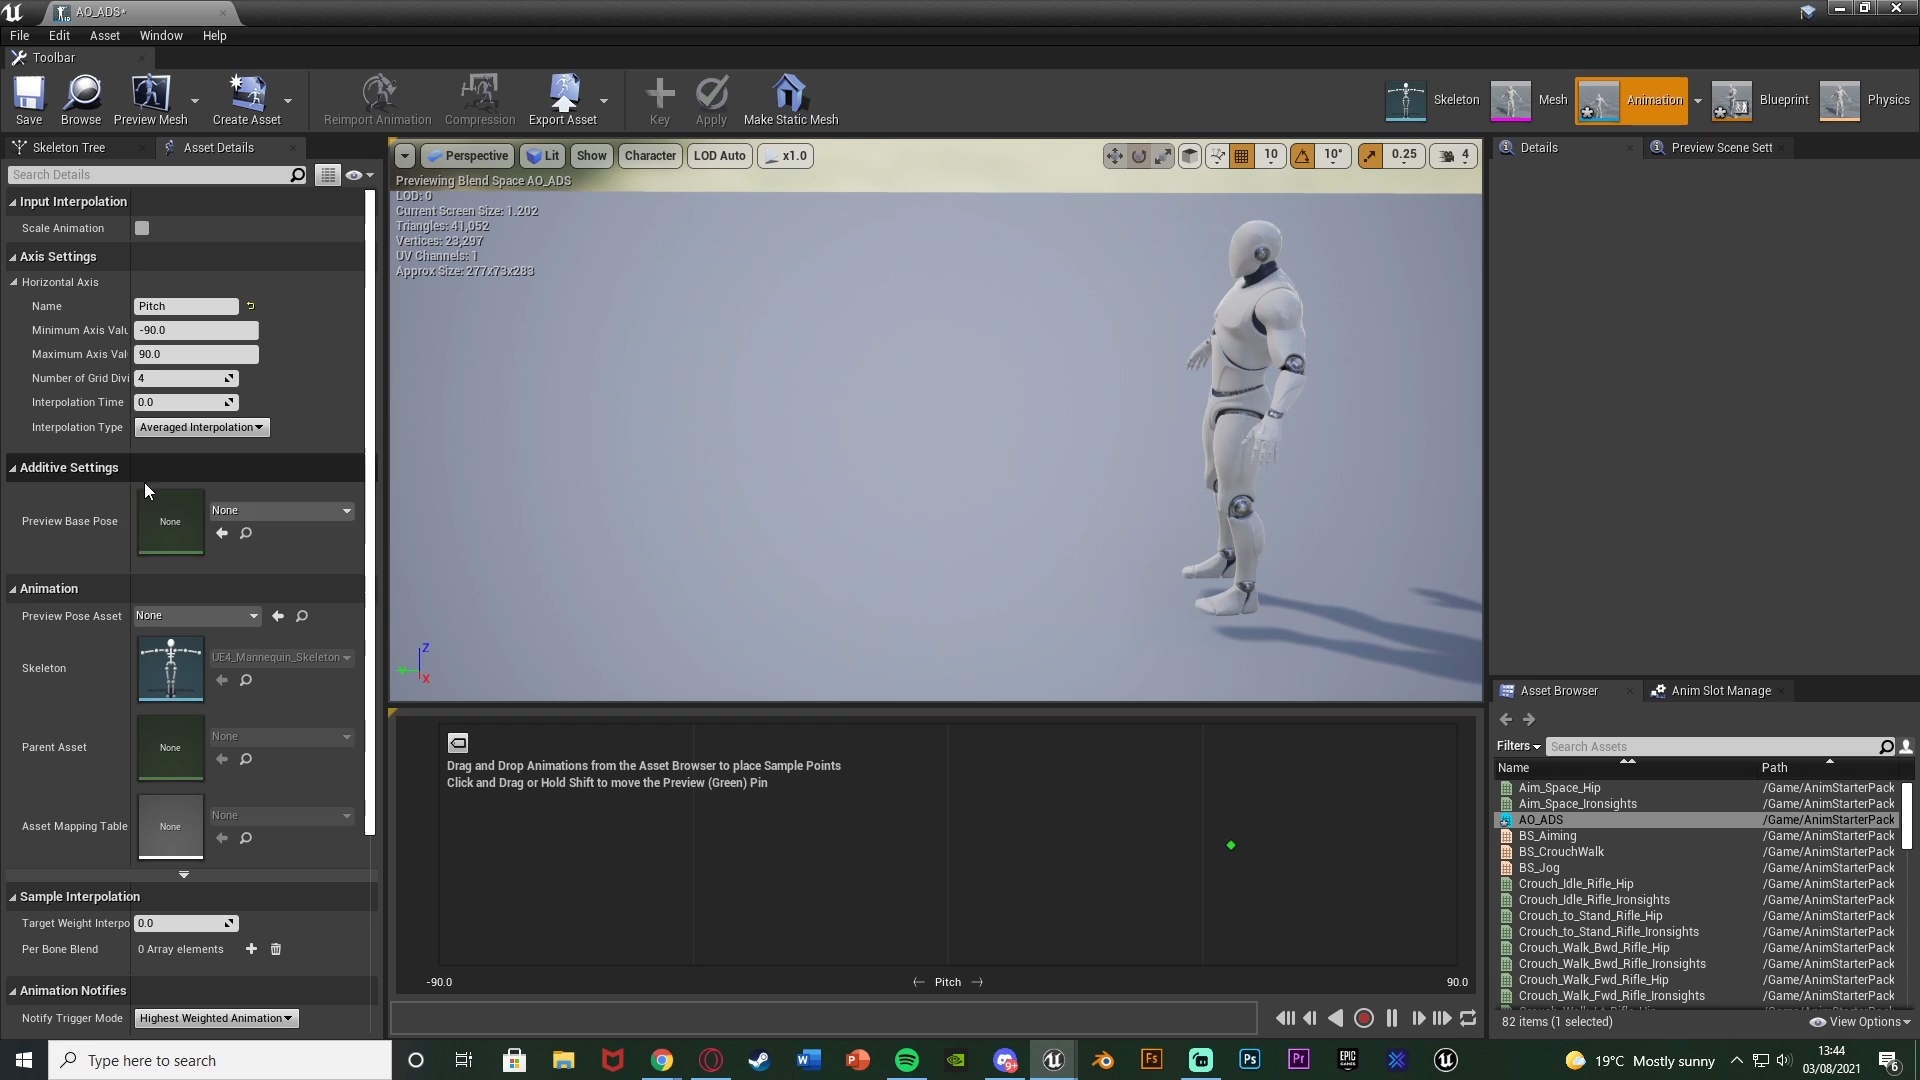 AO_ADS*
File Edit Asset Window Help
Toolbar
Save Browse Preview Mesh Create Asset Reimport Animation Compression Export Asset Key Apply Make Static Mesh
Skeleton Mesh Animation Blueprint Physics
Skeleton Tree Asset Details
Search Details
Input Interpolation
Scale Animation
Axis Settings
Horizontal Axis
Name Pitch
Minimum Axis Valu -90.0
Maximum Axis Val 90.0
Number of Grid Divi 4
Interpolation Time 0.0
Interpolation Type Averaged Interpolation
Additive Settings
Preview Base Pose None None
Animation
Preview Pose Asset None
Skeleton UE4_Mannequin_Skeleton
Parent Asset None None
Asset Mapping Table None None
Sample Interpolation
Target Weight Interpo 0.0
Per Bone Blend 0 Array elements
Animation Notifies
Notify Trigger Mode Highest Weighted Animation
Perspective Lit Show Character LOD Auto x1.0 10 10° 0.25 4
Previewing Blend Space AO_ADS
LOD: 0
Current Screen Size: 1.202
Triangles: 41,052
Vertices: 23,297
UV Channels: 1
Approx Size: 277x73x283
Z
Y
X
Drag and Drop Animations from the Asset Browser to place Sample Points
Click and Drag or Hold Shift to move the Preview (Green) Pin
-90.0 Pitch 90.0
Details Preview Scene Sett
Asset Browser Anim Slot Manage
Filters Search Assets
Name Path
Aim_Space_Hip /Game/AnimStarterPack
Aim_Space_Ironsights /Game/AnimStarterPack
AO_ADS /Game/AnimStarterPack
BS_Aiming /Game/AnimStarterPack
BS_CrouchWalk /Game/AnimStarterPack
BS_Jog /Game/AnimStarterPack
Crouch_Idle_Rifle_Hip /Game/AnimStarterPack
Crouch_Idle_Rifle_Ironsights /Game/AnimStarterPack
Crouch_to_Stand_Rifle_Hip /Game/AnimStarterPack
Crouch_to_Stand_Rifle_Ironsights /Game/AnimStarterPack
Crouch_Walk_Bwd_Rifle_Hip /Game/AnimStarterPack
Crouch_Walk_Bwd_Rifle_Ironsights /Game/AnimStarterPack
Crouch_Walk_Fwd_Rifle_Hip /Game/AnimStarterPack
Crouch_Walk_Fwd_Rifle_Ironsights /Game/AnimStarterPack
82 items (1 selected) View Options
Type here to search
W P 9+ Fs Ps Pr EPIC GAMES
19°C Mostly sunny
13:44
03/08/2021
6